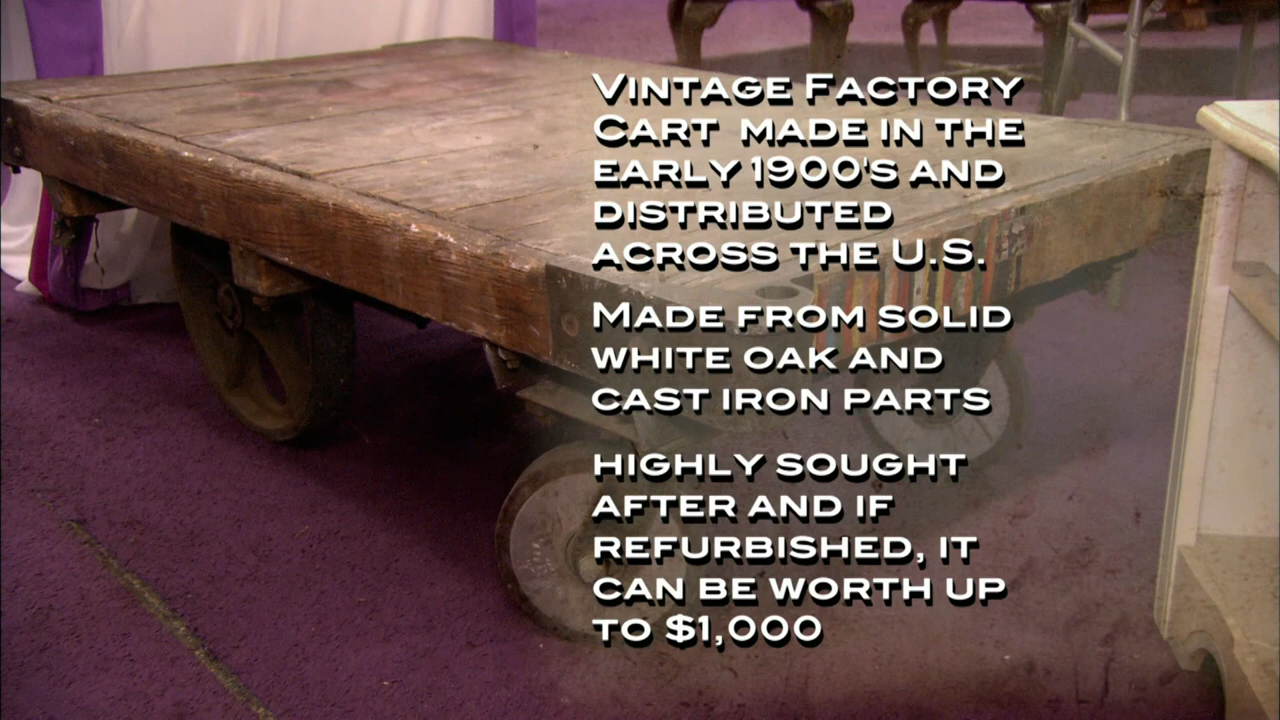 Vintage Factory
Cart made in the
early 1900's and
distributed
across the U.S.
Made from solid
white oak and
cast iron parts
highly sought
after and if
refurbished, it
can be worth up
to $1,000